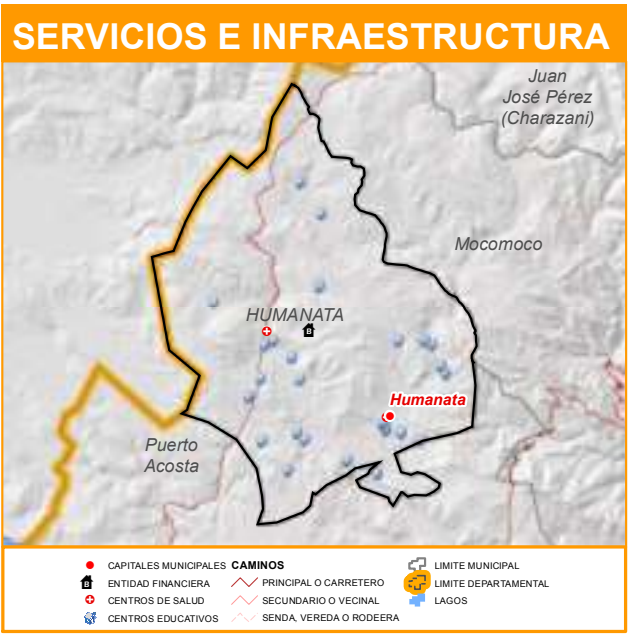 SERVICIOS E INFRAESTRUCTURA
Juan
José Pérez
(Charazani)
Mocomoco
HUMANATA
B
Humanata
Puerto
Acosta
CAPITALES MUNICIPALES
B ENTIDAD FINANCIERA
CENTROS DE SALUD
CENTROS EDUCATIVOS
CAMINOS
PRINCIPAL O CARRETERO
SECUNDARIO O VECINAL
SENDA, VEREDA O RODEERA
LIMITE MUNICIPAL
LIMITE DEPARTAMENTAL
LAGOS